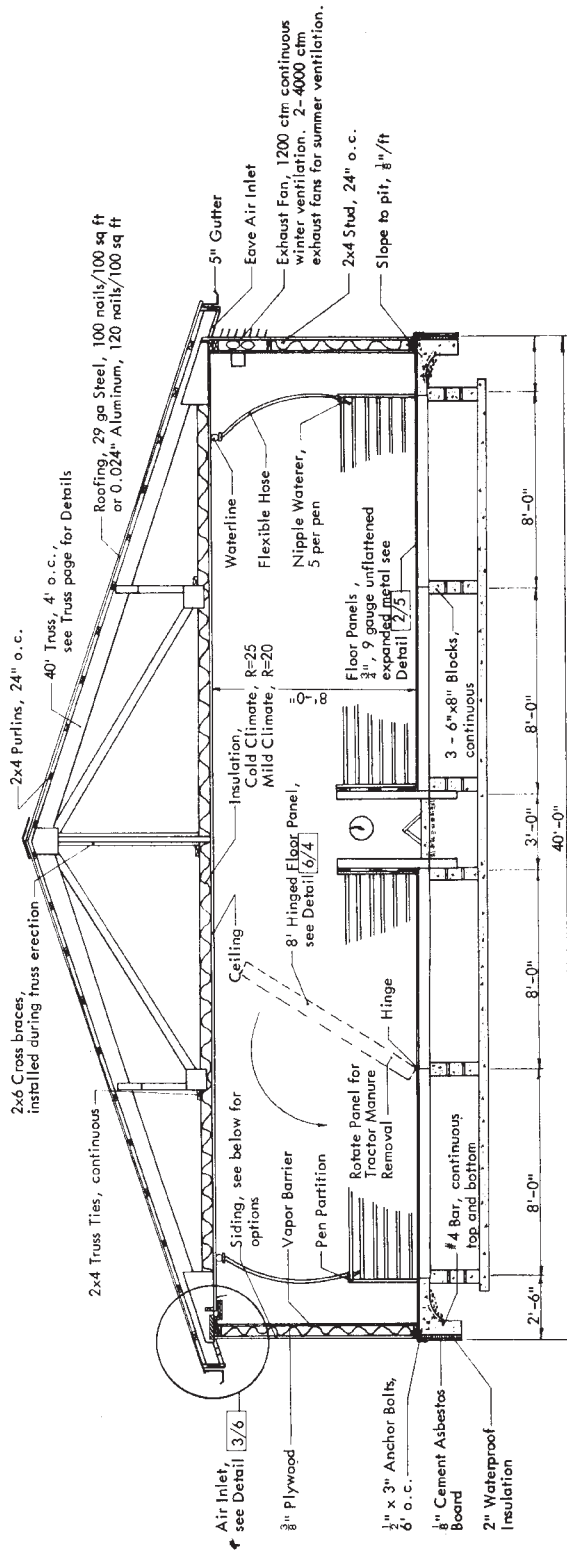 2x4 Purlins, 24" o.c.
40' Truss, 4' o.c.,
see Truss page for Details
Roofing, 29 ga Steel, 100 nails/100 sq ft
or 0.024" Aluminum, 120 nails/100 sq ft
5" Gutter
Eave Air Inlet
Exhaust Fan, 1200 ctm continuous
winter ventilation. 2-4000 ctm
exhaust fans for summer ventilation.
2x4 Stud, 24" o.c.
Slope to pit, ⅛"/ft
2x6 Cross braces,
installed during truss erection
2x4 Truss Ties, continuous
Air Inlet,
see Detail 3/6
⅜" Plywood
½" x 3" Anchor Bolts,
6' o.c.
⅛" Cement Asbestos
Board
2" Waterproof
Insulation
Siding, see below for
options
Vapor Barrier
Pen Partition
Ceiling
Insulation,
Cold Climate, R=25
Mild Climate, R=20
8'-0"
8' Hinged Floor Panel,
see Detail 6/4
Rotate Panel for
Tractor Manure
Removal
Hinge
Waterline
Flexible Hose
Nipple Waterer,
5 per pen
Floor Panels,
¾", 9 gauge unflattened
expanded metal see
Detail 2/5
#4 Bar, continuous
top and bottom
3 - 6"x8" Blocks,
continuous
2'-6"
8'-0"
8'-0"
3'-0"
8'-0"
8'-0"
40'-0"